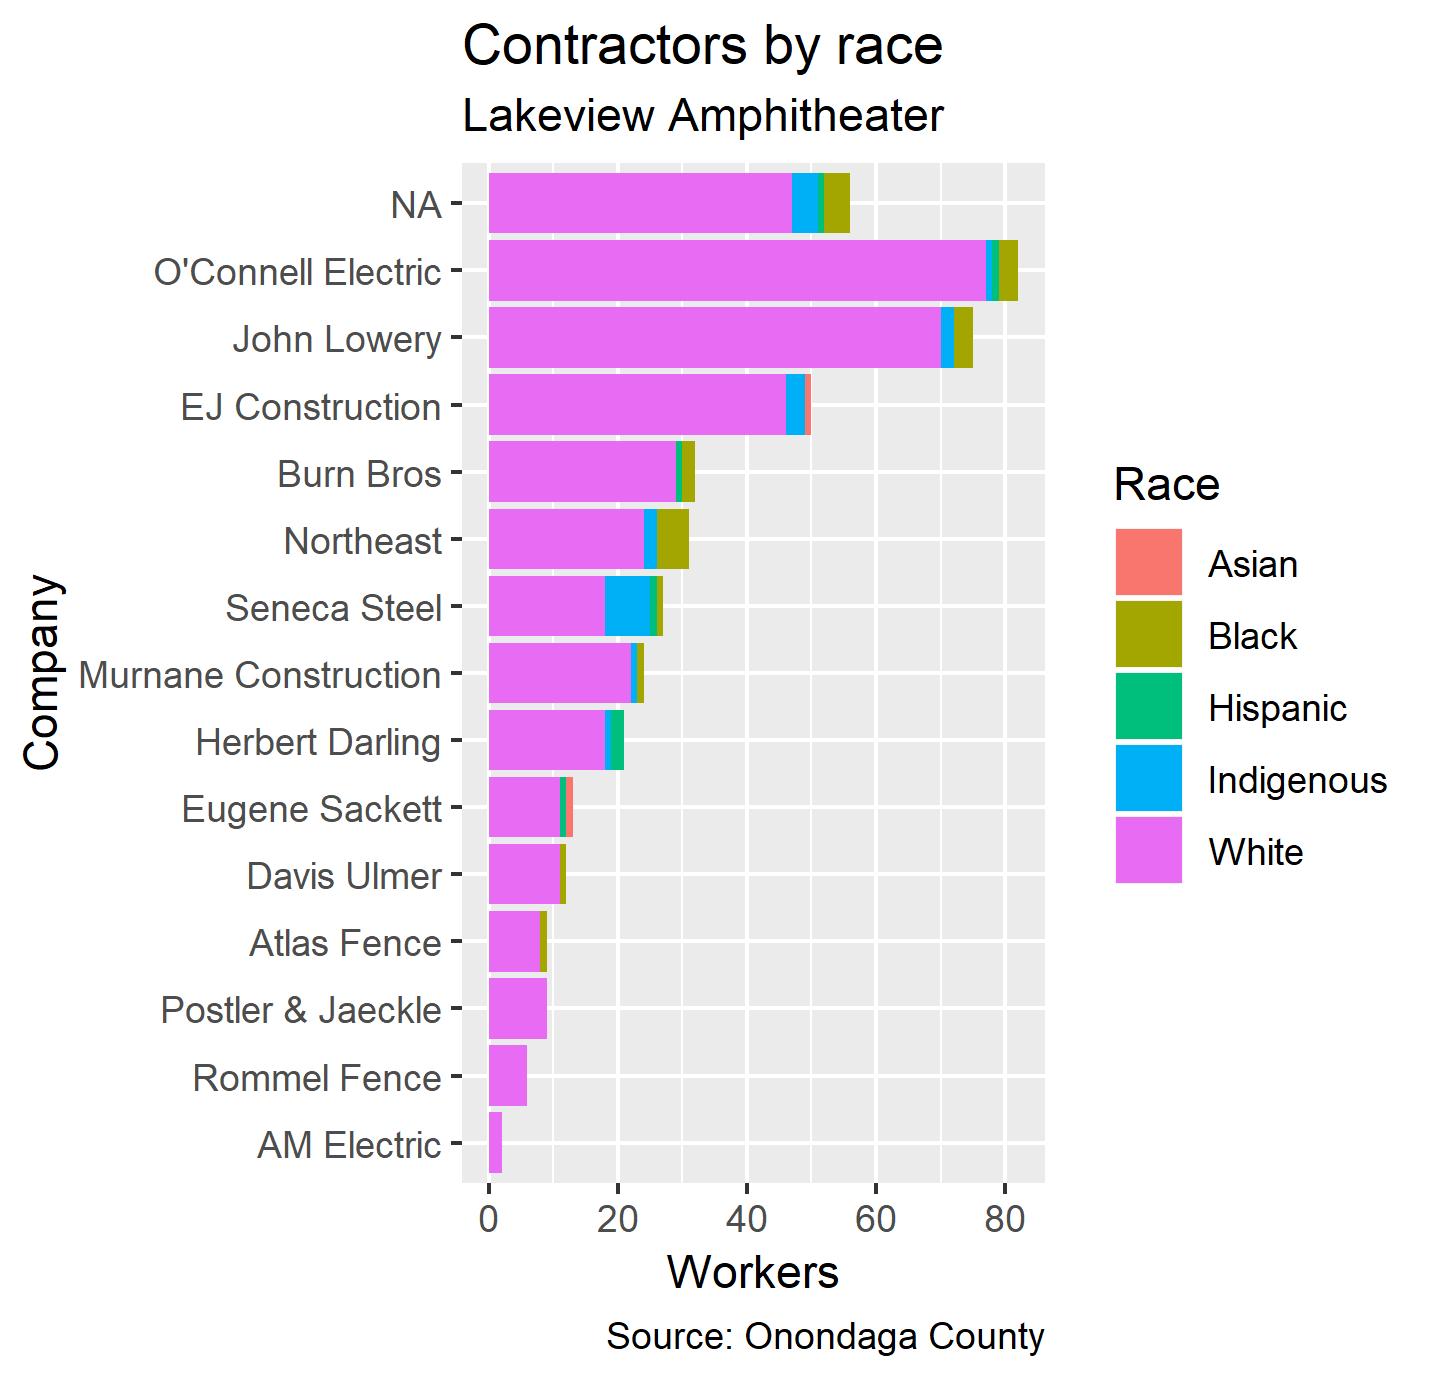 Contractors by race
Lakeview Amphitheater
NA
O'Connell Electric
John Lowery
EJ Construction
Burn Bros
Northeast
Seneca Steel
Murnane Construction
Herbert Darling
Eugene Sackett
Davis Ulmer
Atlas Fence
Postler & Jaeckle
Rommel Fence
AM Electric
Company
0 20 40 60 80
Workers
Source: Onondaga County
Race
Asian
Black
Hispanic
Indigenous
White